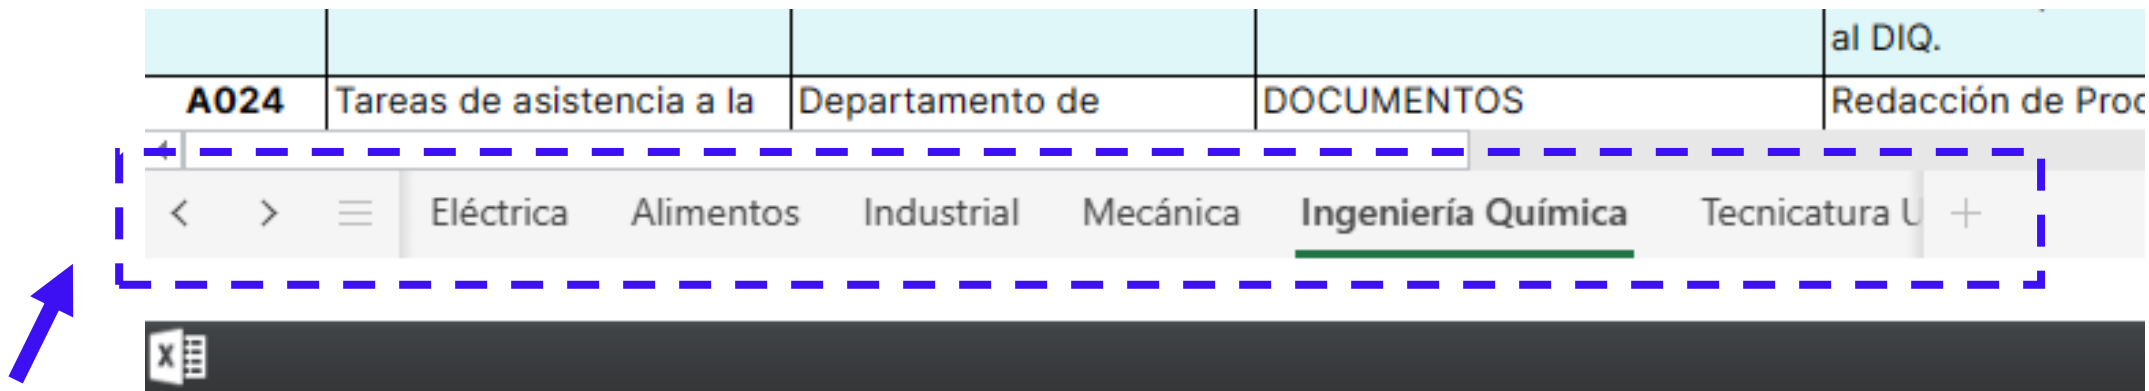 al DIQ.
A024 Tareas de asistencia a la Departamento de DOCUMENTOS Redacción de Proc
Eléctrica Alimentos Industrial Mecánica Ingeniería Química Tecnicatura U
X